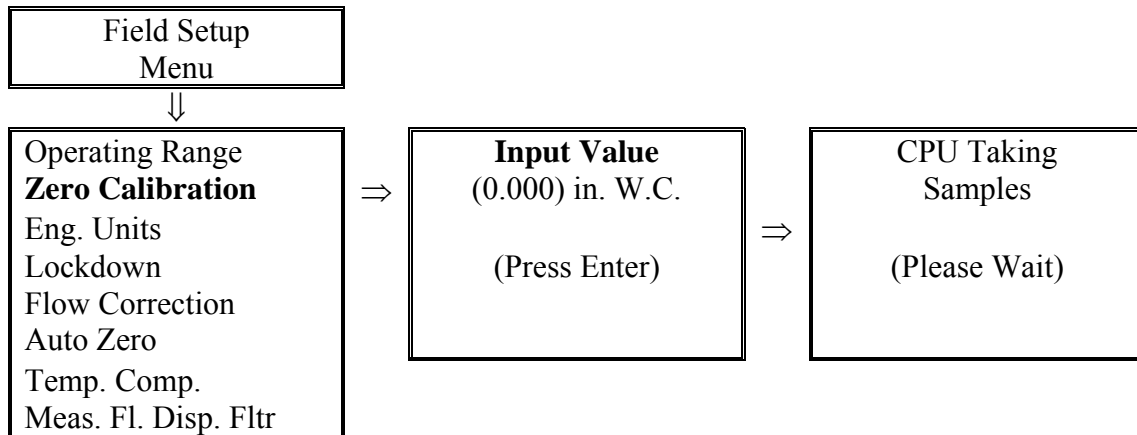 Field Setup
Menu
⇓
Operating Range
Zero Calibration
Eng. Units
Lockdown
Flow Correction
Auto Zero
Temp. Comp.
Meas. Fl. Disp. Fltr
⇒
Input Value
(0.000) in. W.C.
(Press Enter)
⇒
CPU Taking
Samples
(Please Wait)